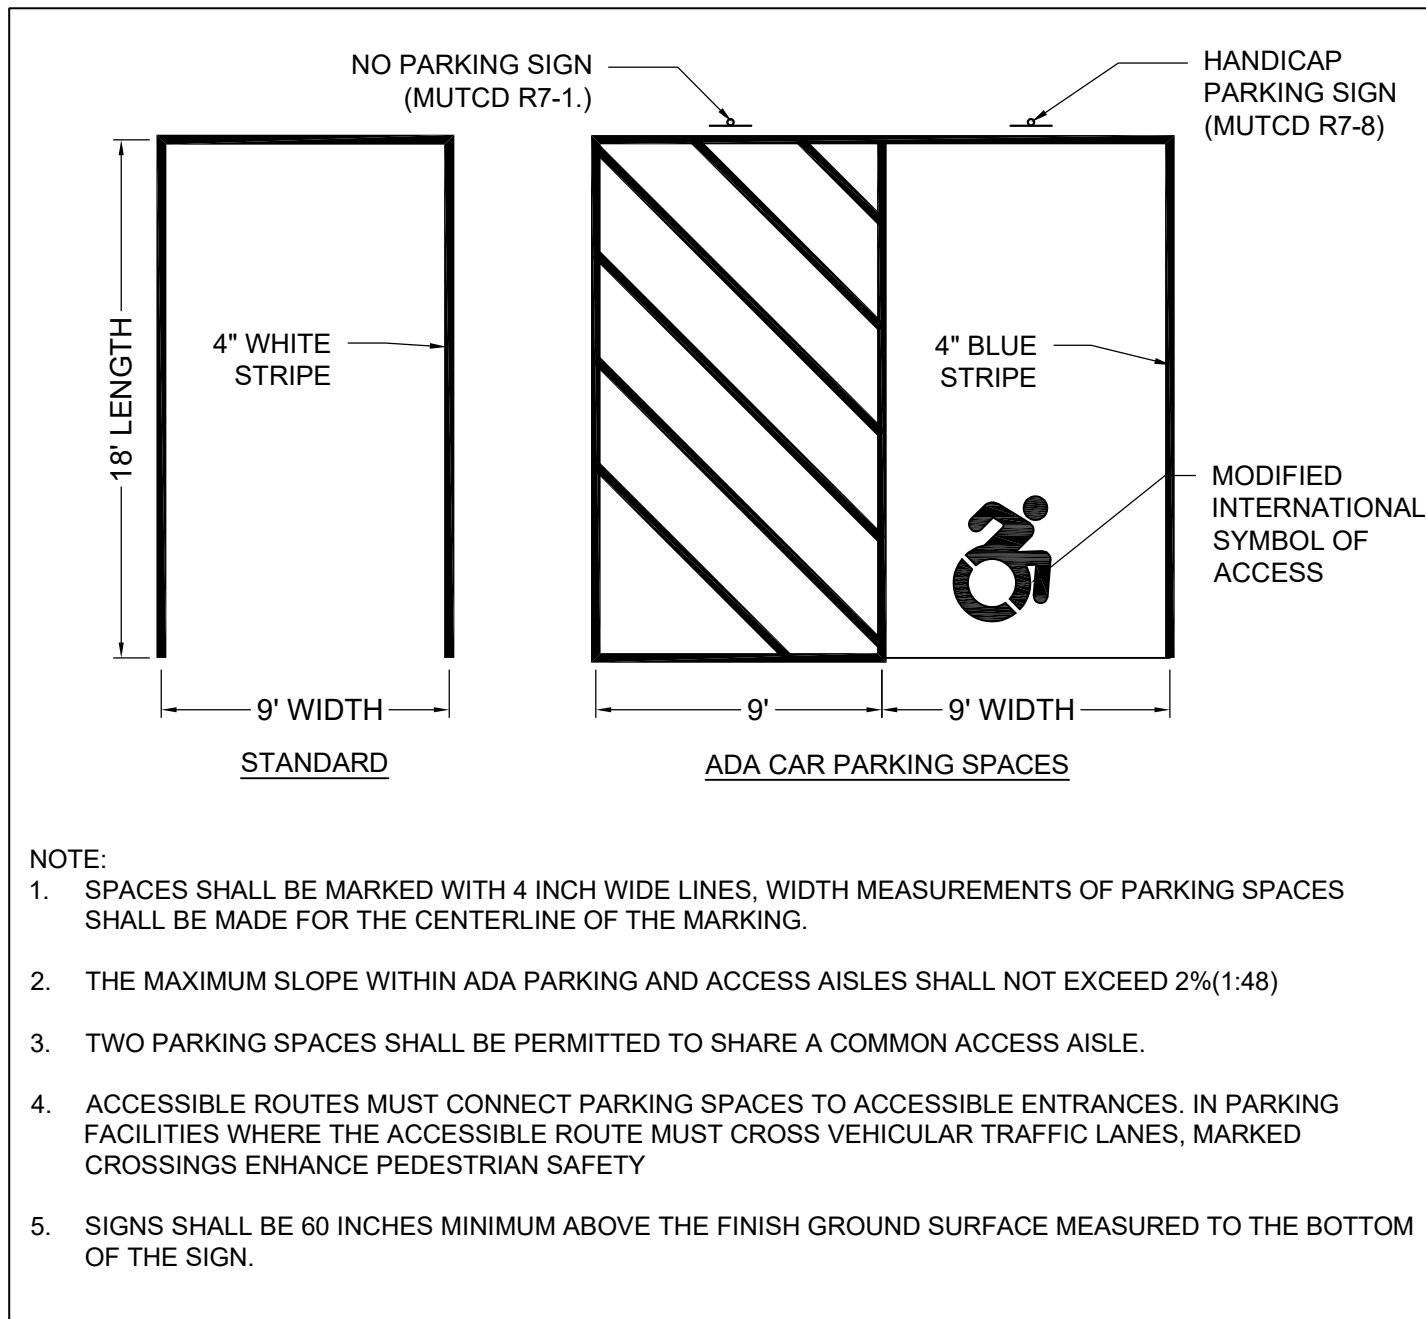 NO PARKING SIGN
(MUTCD R7-1.)
HANDICAP
PARKING SIGN
(MUTCD R7-8)
18' LENGTH
4" WHITE
STRIPE
4" BLUE
STRIPE
MODIFIED
INTERNATIONAL
SYMBOL OF
ACCESS
9' WIDTH
9'
9' WIDTH
STANDARD
ADA CAR PARKING SPACES
NOTE:
1. SPACES SHALL BE MARKED WITH 4 INCH WIDE LINES, WIDTH MEASUREMENTS OF PARKING SPACES
SHALL BE MADE FOR THE CENTERLINE OF THE MARKING.
2. THE MAXIMUM SLOPE WITHIN ADA PARKING AND ACCESS AISLES SHALL NOT EXCEED 2%(1:48)
3. TWO PARKING SPACES SHALL BE PERMITTED TO SHARE A COMMON ACCESS AISLE.
4. ACCESSIBLE ROUTES MUST CONNECT PARKING SPACES TO ACCESSIBLE ENTRANCES. IN PARKING
FACILITIES WHERE THE ACCESSIBLE ROUTE MUST CROSS VEHICULAR TRAFFIC LANES, MARKED
CROSSINGS ENHANCE PEDESTRIAN SAFETY
5. SIGNS SHALL BE 60 INCHES MINIMUM ABOVE THE FINISH GROUND SURFACE MEASURED TO THE BOTTOM
OF THE SIGN.